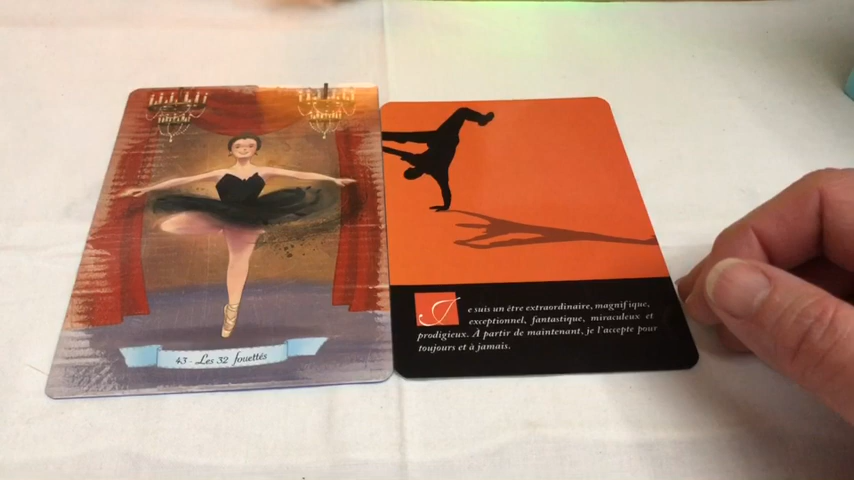 43 - Les 32 fouettés
Je suis un être extraordinaire, magnifique,
exceptionnel, fantastique, miraculeux et
prodigieux. À partir de maintenant, je l'accepte pour
toujours et à jamais.